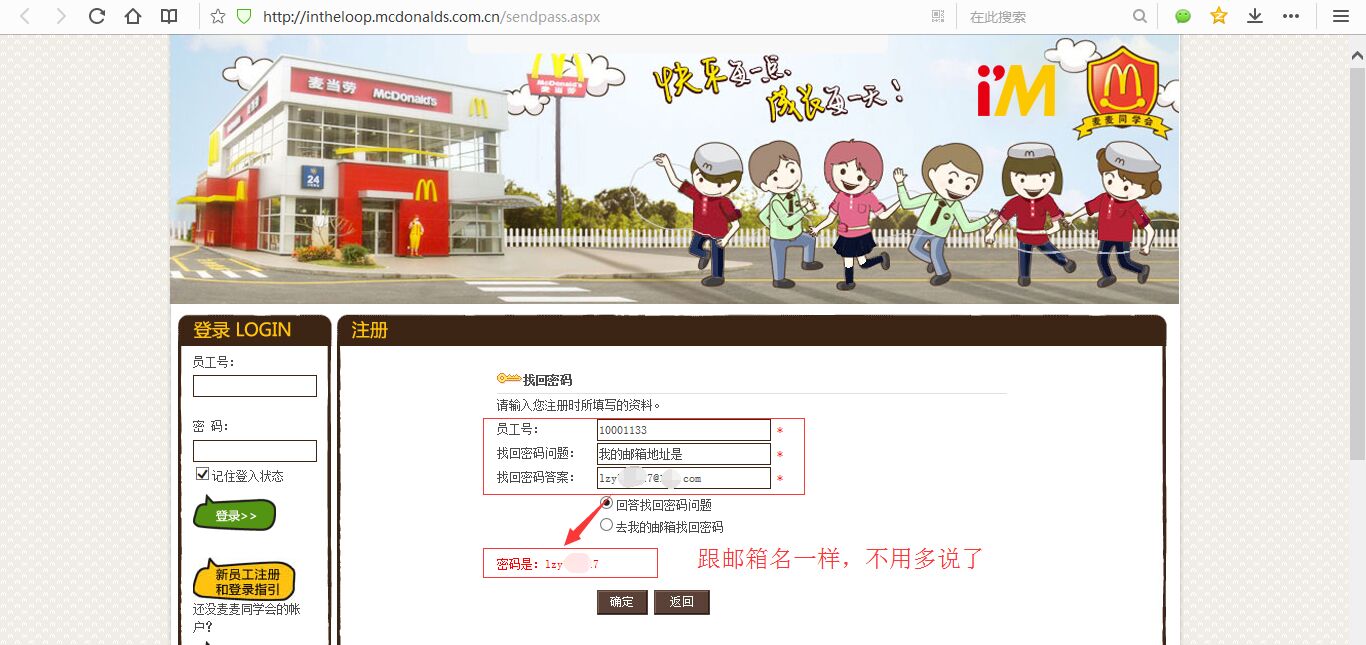 http://intheloop.mcdonalds.com.cn/sendpass.aspx
在此搜索
麦当劳 McDonald's
McDonald's
麦当劳
快乐每一点、
成长每一天！
i'M
麦麦同学会
24
登录 LOGIN
注册
员工号：
密 码：
记住登入状态
登录>>
新员工注册
和登录指引
还没麦麦同学会的帐
户?
找回密码
请输入您注册时所填写的资料。
员工号： 10001133 *
找回密码问题： 我的邮箱地址是 *
找回密码答案： lzy 7@ com *
回答找回密码问题
去我的邮箱找回密码
密码是：lzy 7
跟邮箱名一样，不用多说了
确定 返回